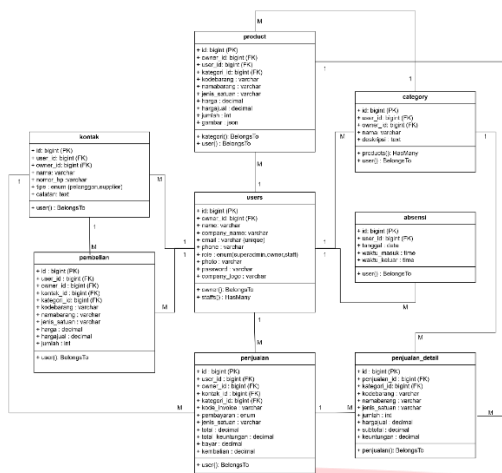 product
+ id: bigint (PK)
+ owner_id: bigint (FK)
+ user_id: bigint (FK)
+ kategori_id: bigint (FK)
+ kodebarang : varchar
+ namabarang : varchar
+ jenis_satuan : varchar
+ harga : decimal
+ hargajual : decimal
+ jumlah : int
+ gambar : json
+ kategori(): BelongsTo
+ user(): BelongsTo
category
+ id: bigint (PK)
+ user_id: bigint (FK)
+ owner_id: bigint (FK)
+ nama: varchar
+ deskripsi : text
+ products(): HasMany
+ user() : BelongsTo
kontak
+ id: bigint (PK)
+ user_id: bigint (FK)
+ owner_id: bigint (FK)
+ nama: varchar
+ nomor_hp: varchar
+ tipe : enum (pelanggan,supplier)
+ catatan: text
+ user() : BelongsTo
users
+ id: bigint (PK)
+ owner_id: bigint (FK)
+ name: varchar
+ company_name: varchar
+ email : varchar (unique)
+ phone : varchar
+ role : enum(superadmin,owner,staff)
+ photo : varchar
+ password : varchar
+ company_logo : varchar
+ owner(): BelongsTo
+ staffs() : HasMany
absensi
+ id: bigint (PK)
+ user_id : bigint (FK)
+ tanggal : date
+ waktu_masuk : time
+ waktu_keluar : time
+ user() : BelongsTo
pembelian
+ id : bigint (PK)
+ user_id : bigint (FK)
+ owner_id : bigint (FK)
+ kontak_id : bigint (FK)
+ kategori_id: bigint (FK)
+ kodebarang : varchar
+ namabarang : varchar
+ jenis_satuan : varchar
+ harga : decimal
+ hargajual : decimal
+ jumlah : int
+ user(): BelongsTo
penjualan
+ id : bigint (PK)
+ user_id : bigint (FK)
+ owner_id : bigint (FK)
+ kontak_id : bigint (FK)
+ kategori_id: bigint (FK)
+ kode_invoice : varchar
+ pembayaran : enum
+ jenis_satuan : varchar
+ total : decimal
+ total_keuntungan : decimal
+ bayar : decimal
+ kembalian : decimal
+ user(): BelongsTo
penjualan_detail
+ id : bigint (PK)
+ penjualan_id : bigint (FK)
+ kategori_id: bigint (FK)
+ kodebarang : varchar
+ namabarang : varchar
+ jenis_satuan : varchar
+ jumlah : int
+ hargajual : decimal
+ subtotal : decimal
+ keuntungan : decimal
+ penjualan() : BelongsTo